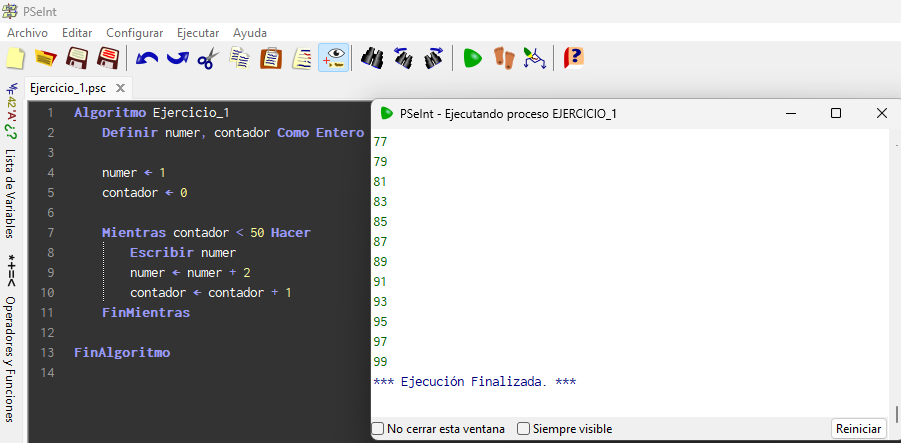 PSeInt
Archivo Editar Configurar Ejecutar Ayuda
Ejercicio_1.psc
Lista de Variables
Operadores y Funciones
1 Algoritmo Ejercicio_1
2 Definir numer, contador Como Entero
3
4 numer ← 1
5 contador ← 0
6
7 Mientras contador < 50 Hacer
8 Escribir numer
9 numer ← numer + 2
10 contador ← contador + 1
11 FinMientras
12
13 FinAlgoritmo
14
PSeInt - Ejecutando proceso EJERCICIO_1
77
79
81
83
85
87
89
91
93
95
97
99
*** Ejecución Finalizada. ***
No cerrar esta ventana Siempre visible Reiniciar